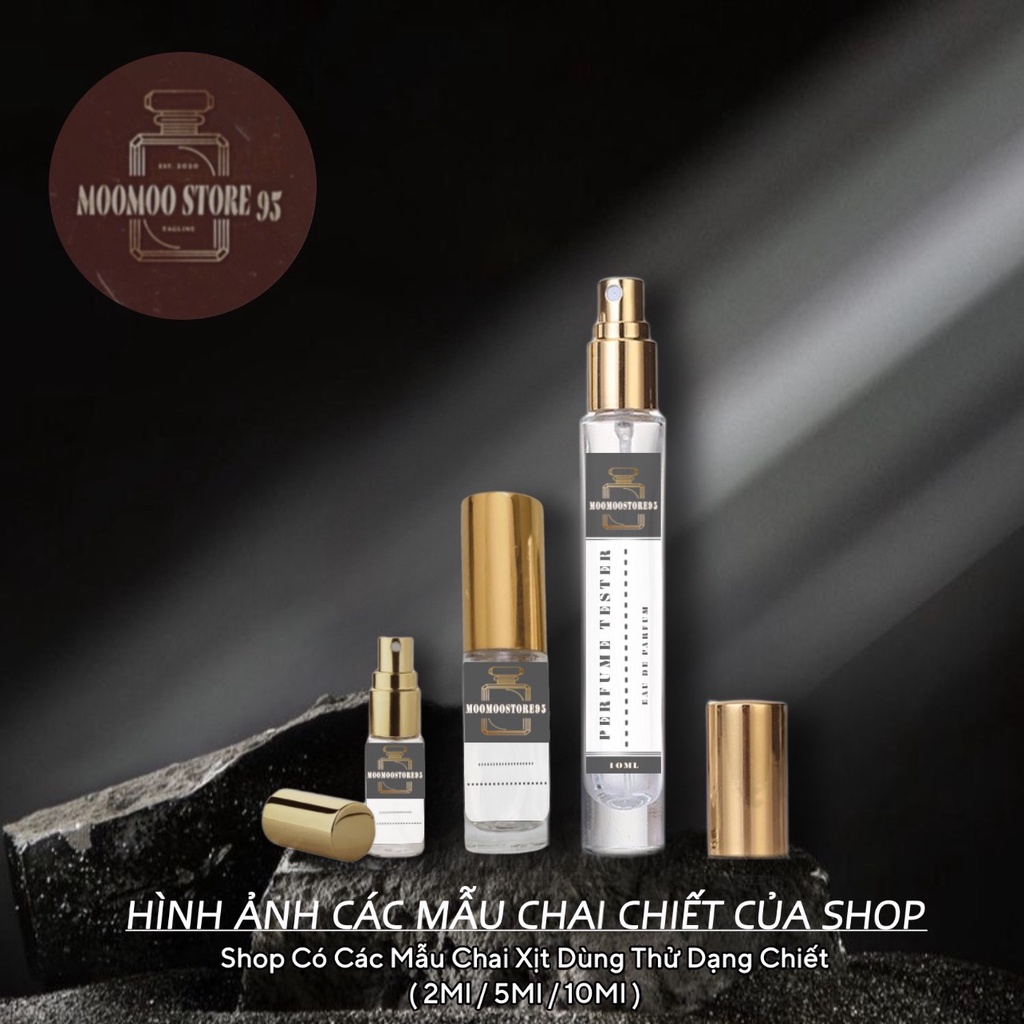 EST. 2020
MOOMOO STORE 95
TAGLINE
MOOMOOSTORE95
PERFUME TESTER
EAU DE PARFUM
10ML
MOOMOOSTORE95
MOOMOOSTORE95
HÌNH ẢNH CÁC MẪU CHAI CHIẾT CỦA SHOP
Shop Có Các Mẫu Chai Xịt Dùng Thử Dạng Chiết
( 2Ml / 5Ml / 10Ml )